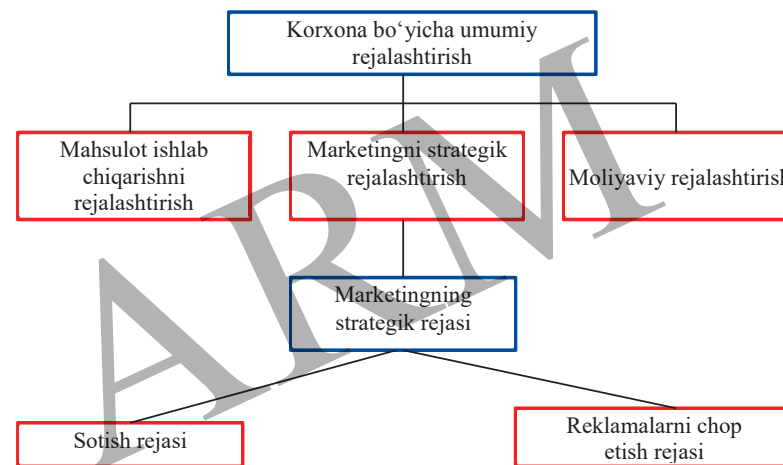 Korxona bo‘yicha umumiy
rejalashtirish
Mahsulot ishlab
chiqarishni
rejalashtirish
Marketingni strategik
rejalashtirish
Moliyaviy rejalashtirish
Marketingning
strategik rejasi
Sotish rejasi
Reklamalarni chop
etish rejasi
ARM